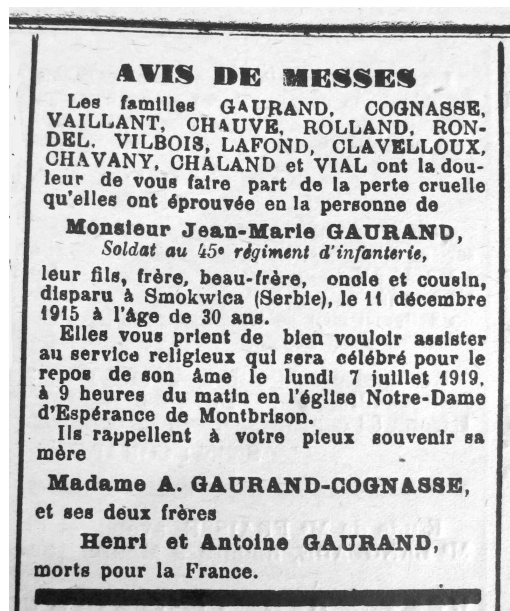 AVIS DE MESSES
Les familles GAURAND, COGNASSE,
VAILLANT, CHAUVE, ROLLAND, RON-
DEL, VILBOIS, LAFOND, CLAVELLOUX,
CHAVANY, CHALAND et VIAL ont la dou-
leur de vous faire part de la perte cruelle
qu'elles ont éprouvée en la personne de
Monsieur Jean-Marie GAURAND,
Soldat au 45e régiment d'infanterie,
leur fils, frère, beau-frère, oncle et cousin,
disparu à Smokwica (Serbie), le 11 décembre
1915 à l'âge de 30 ans.
Elles vous prient de bien vouloir assister
au service religieux qui sera célébré pour le
repos de son âme le lundi 7 juillet 1919,
à 9 heures du matin en l'église Notre-Dame
d'Espérance de Montbrison.
Ils rappellent à votre pieux souvenir sa
mère
Madame A. GAURAND-COGNASSE,
et ses deux frères
Henri et Antoine GAURAND,
morts pour la France.